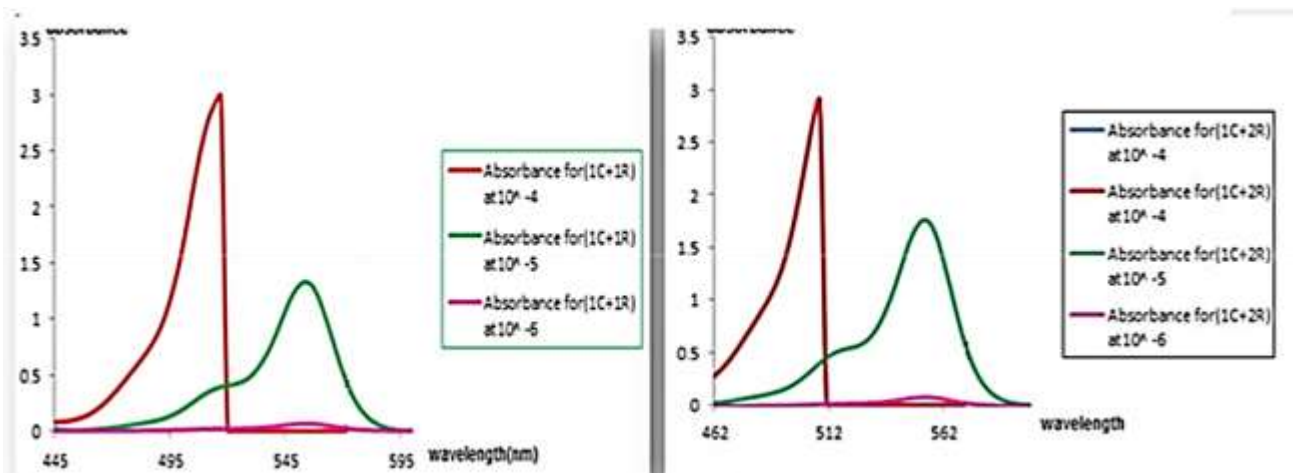 absorbance
3.5
3
2.5
2
1.5
1
0.5
0
445 495 545 595
wavelength(nm)
Absorbance for(1C+1R)
at10^ -4
Absorbance for(1C+1R)
at10^ -5
Absorbance for(1C+1R)
at10^ -6
absorbance
3.5
3
2.5
2
1.5
1
0.5
0
462 512 562
wavelength
Absorbance for(1C+2R)
at10^ -4
Absorbance for(1C+2R)
at10^ -4
Absorbance for(1C+2R)
at10^ -5
Absorbance for(1C+2R)
at10^ -6